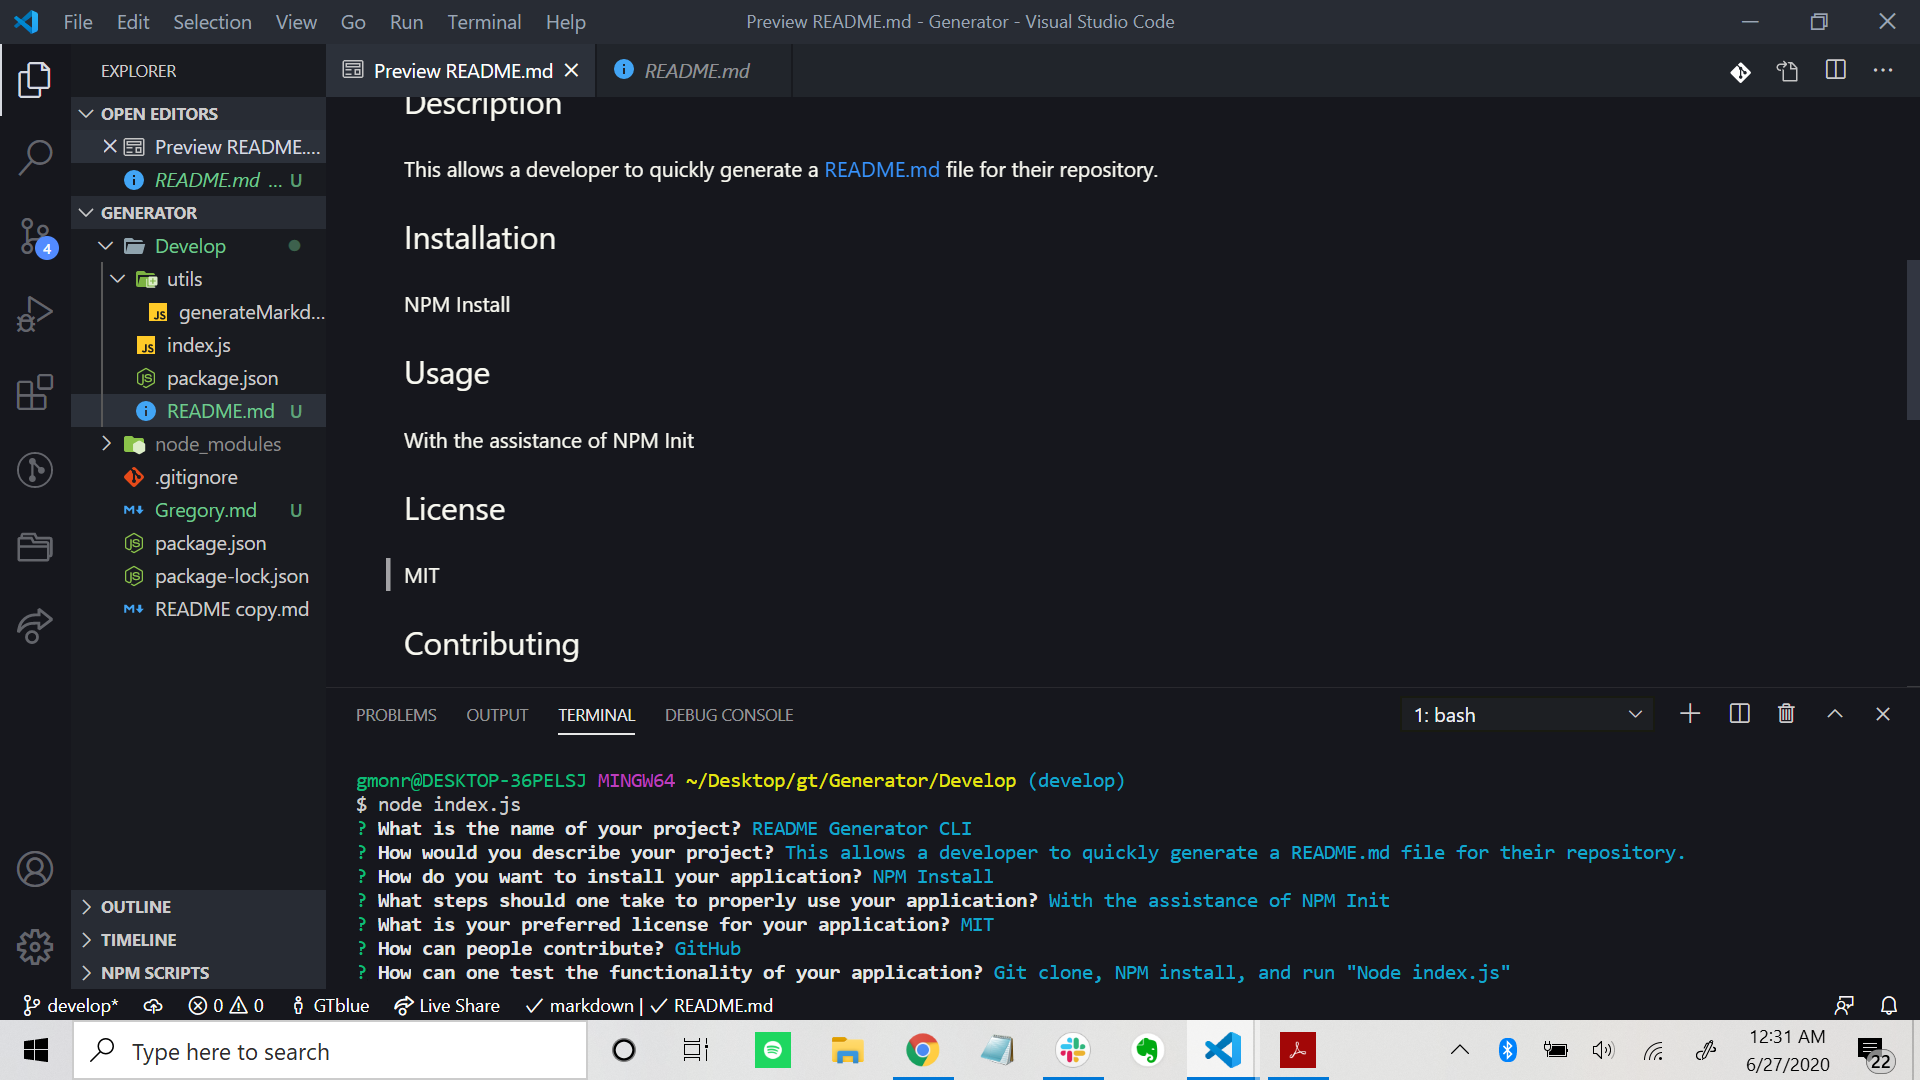 File Edit Selection View Go Run Terminal Help
Preview README.md - Generator - Visual Studio Code
EXPLORER
Preview README.md
README.md
OPEN EDITORS
Preview README....
README.md ... U
GENERATOR
Develop
utils
generateMarkd...
index.js
package.json
README.md U
node_modules
.gitignore
Gregory.md U
package.json
package-lock.json
README copy.md
4
OUTLINE
TIMELINE
NPM SCRIPTS
Description
This allows a developer to quickly generate a README.md file for their repository.
Installation
NPM Install
Usage
With the assistance of NPM Init
License
MIT
Contributing
PROBLEMS OUTPUT TERMINAL DEBUG CONSOLE
1: bash
gmonr@DESKTOP-36PELSJ MINGW64 ~/Desktop/gt/Generator/Develop (develop)
$ node index.js
? What is the name of your project? README Generator CLI
? How would you describe your project? This allows a developer to quickly generate a README.md file for their repository.
? How do you want to install your application? NPM Install
? What steps should one take to properly use your application? With the assistance of NPM Init
? What is your preferred license for your application? MIT
? How can people contribute? GitHub
? How can one test the functionality of your application? Git clone, NPM install, and run "Node index.js"
develop* 0 0 GTblue Live Share markdown | README.md
Type here to search
12:31 AM
6/27/2020
22